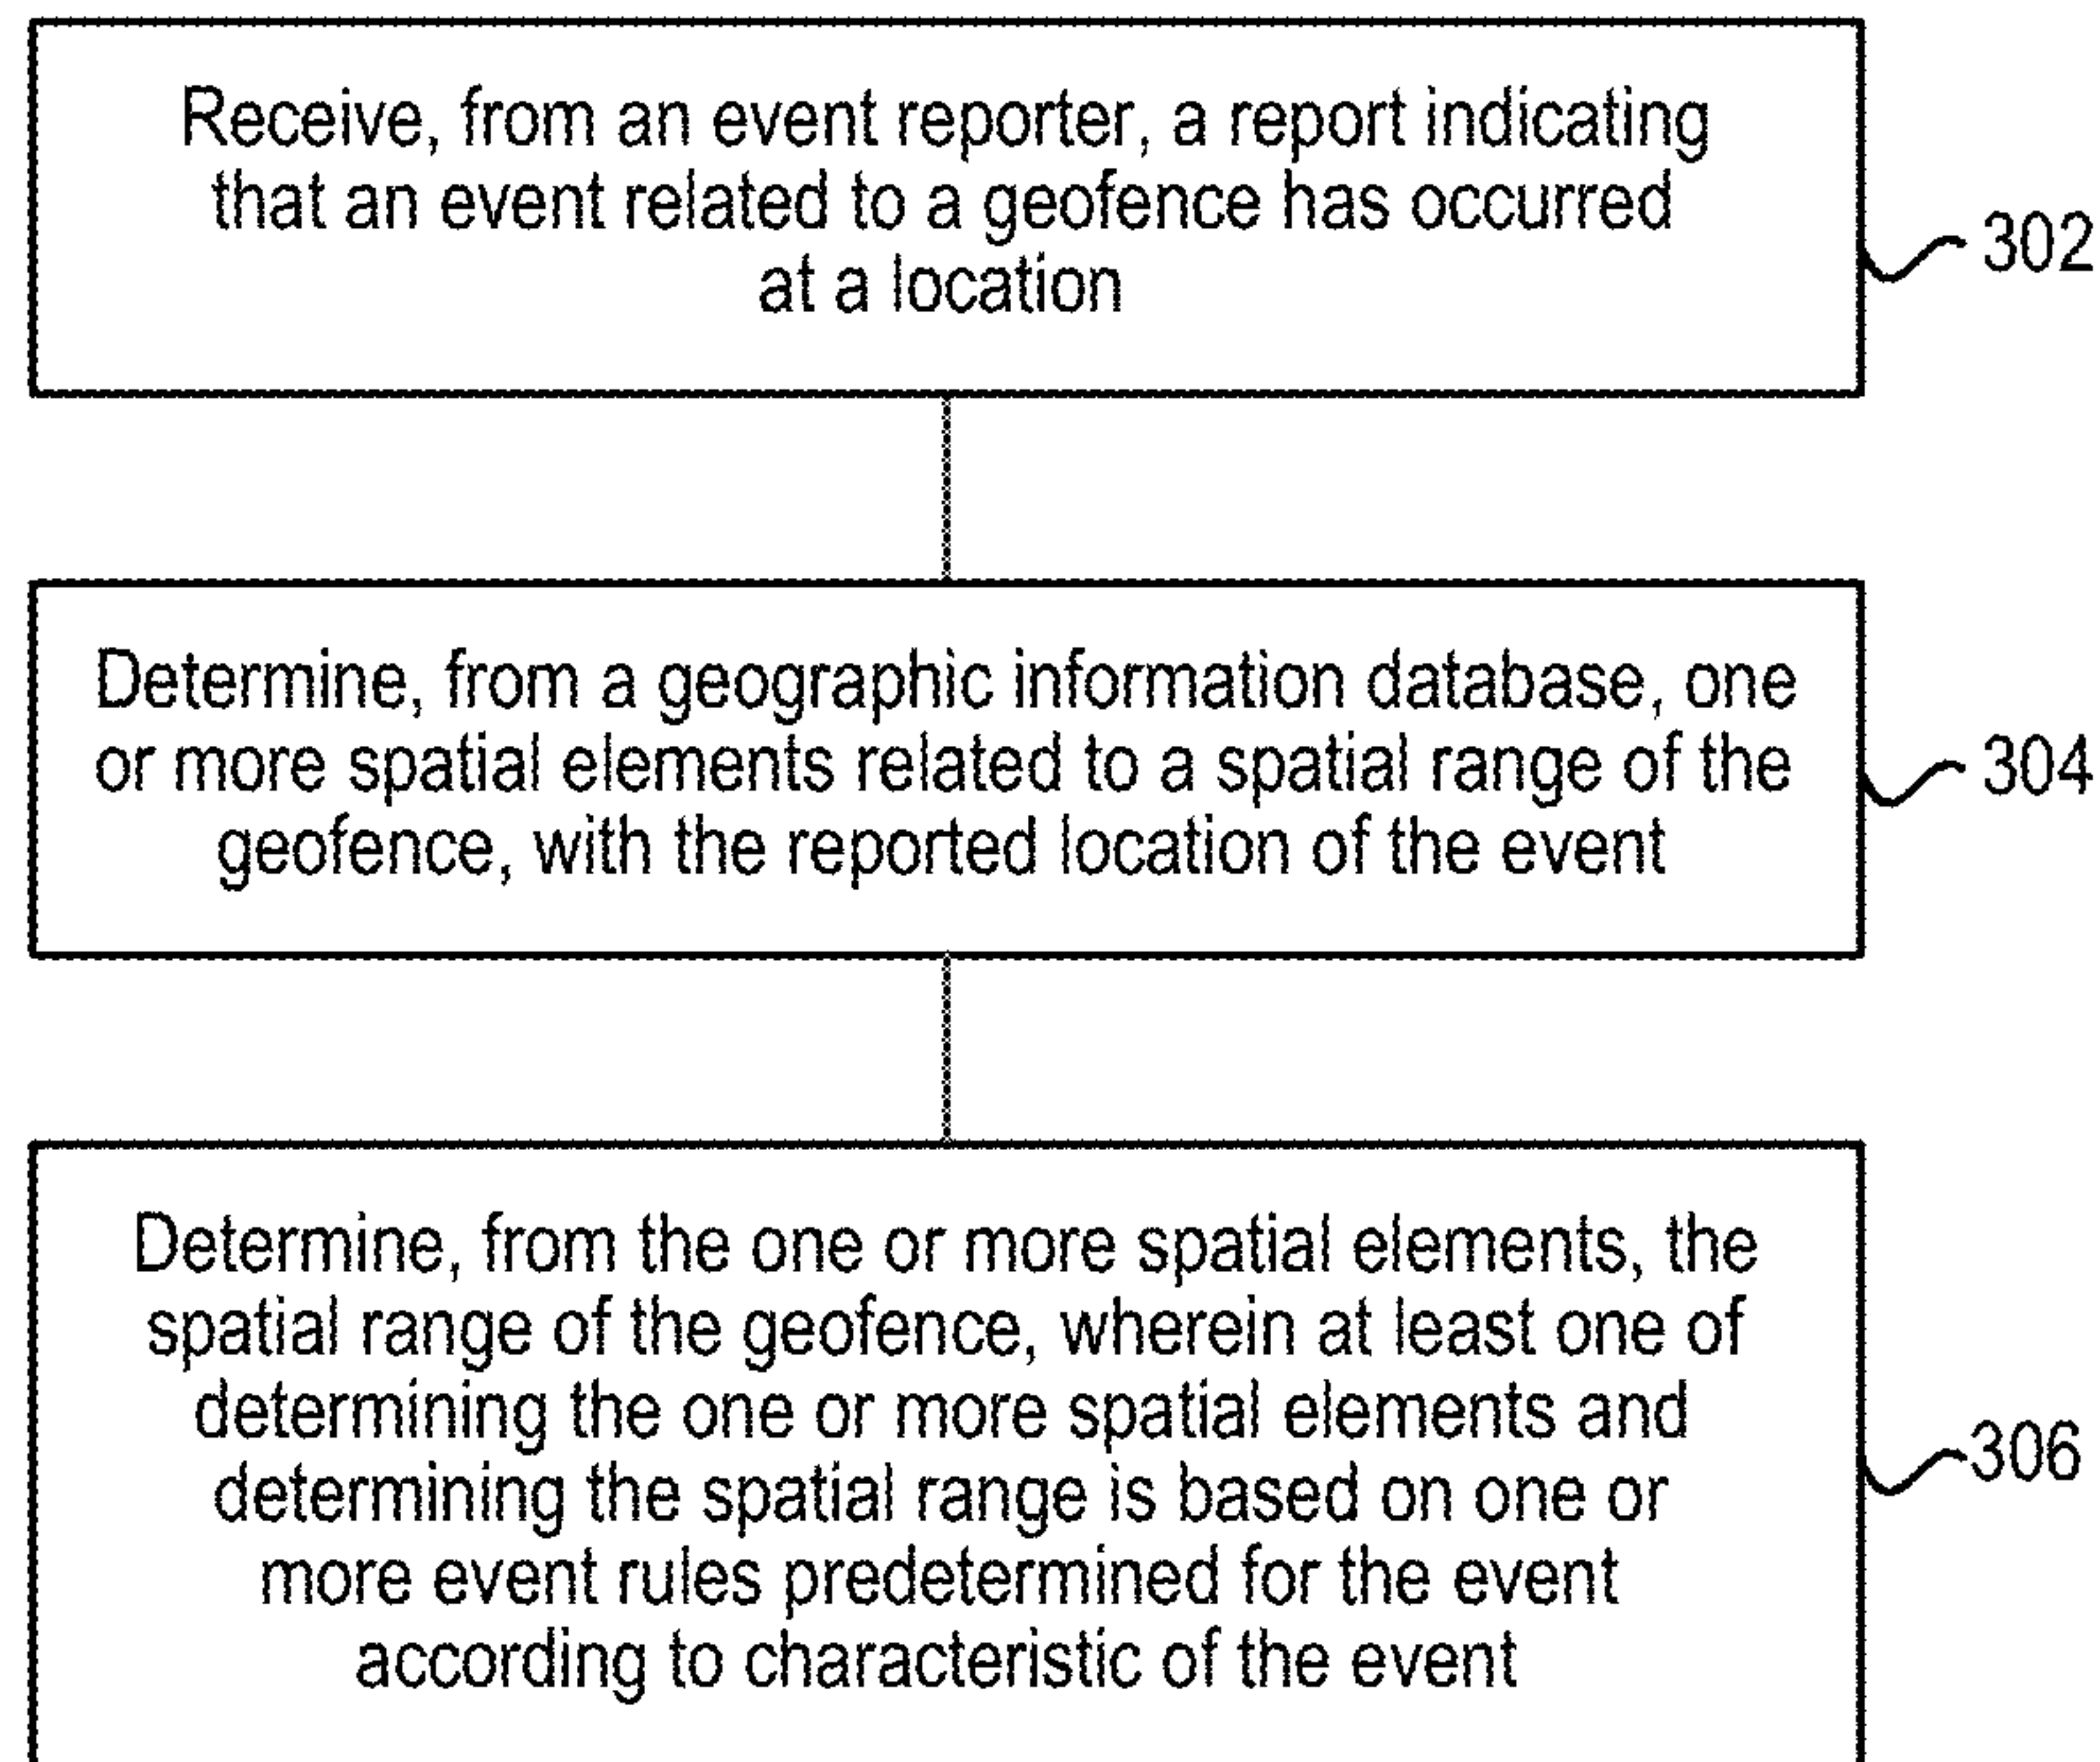 Receive, from an event reporter, a report indicating
that an event related to a geofence has occurred
at a location
302
Determine, from a geographic information database, one
or more spatial elements related to a spatial range of the
geofence, with the reported location of the event
304
Determine, from the one or more spatial elements, the
spatial range of the geofence, wherein at least one of
determining the one or more spatial elements and
determining the spatial range is based on one or
more event rules predetermined for the event
according to characteristic of the event
306